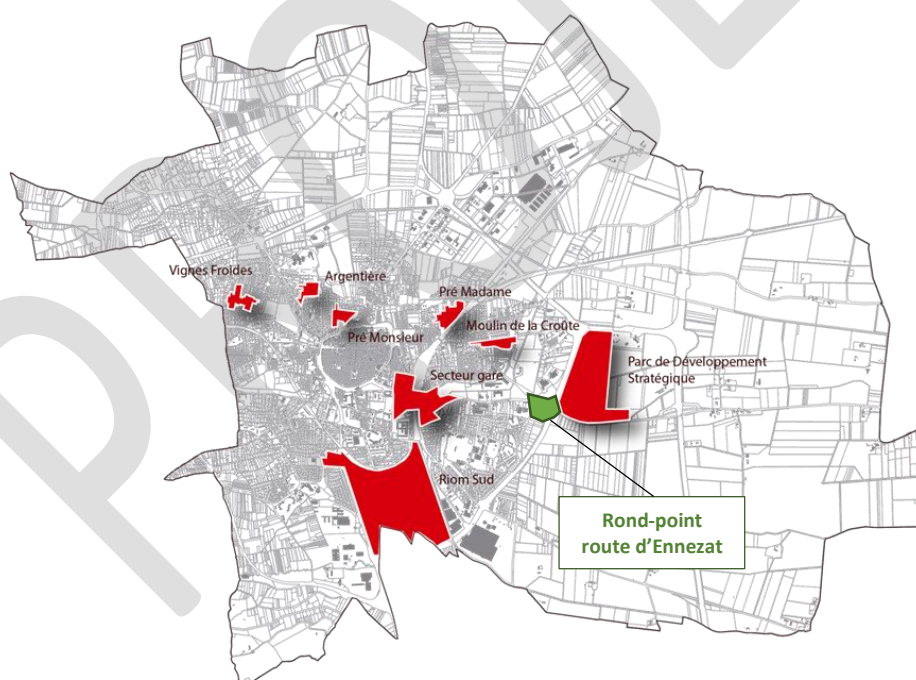 Vignes Froides
Argentière
Pré Madame
Pré Monsieur
Moulin de la Croûte
Parc de Développement
Stratégique
Secteur gare
Riom Sud
Rond-point
route d'Ennezat